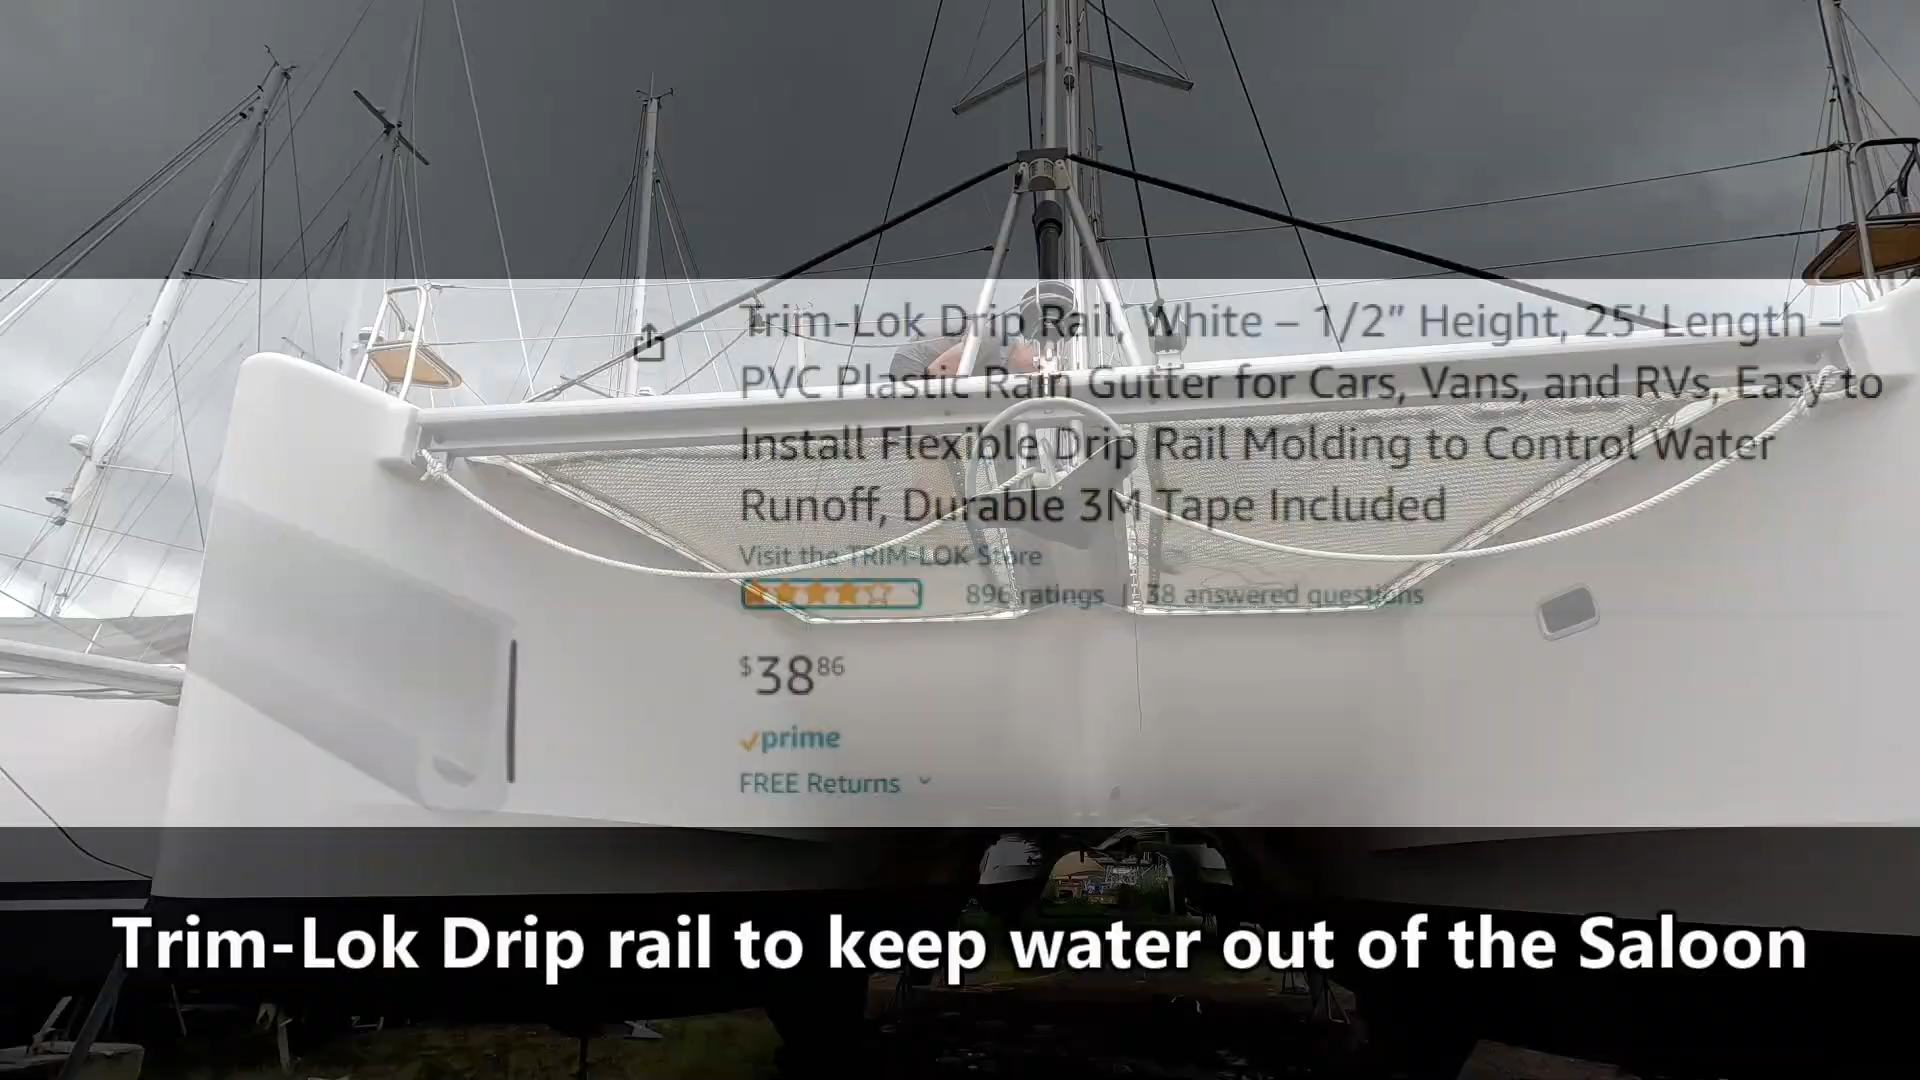 Trim-Lok Drip Rail, White – 1/2” Height, 25’ Length –
PVC Plastic Rain Gutter for Cars, Vans, and RVs, Easy to
Install Flexible Drip Rail Molding to Control Water
Runoff, Durable 3M Tape Included
Visit the TRIM-LOK Store
896 ratings | 38 answered questions
$38.86
prime
FREE Returns
Trim-Lok Drip rail to keep water out of the Saloon